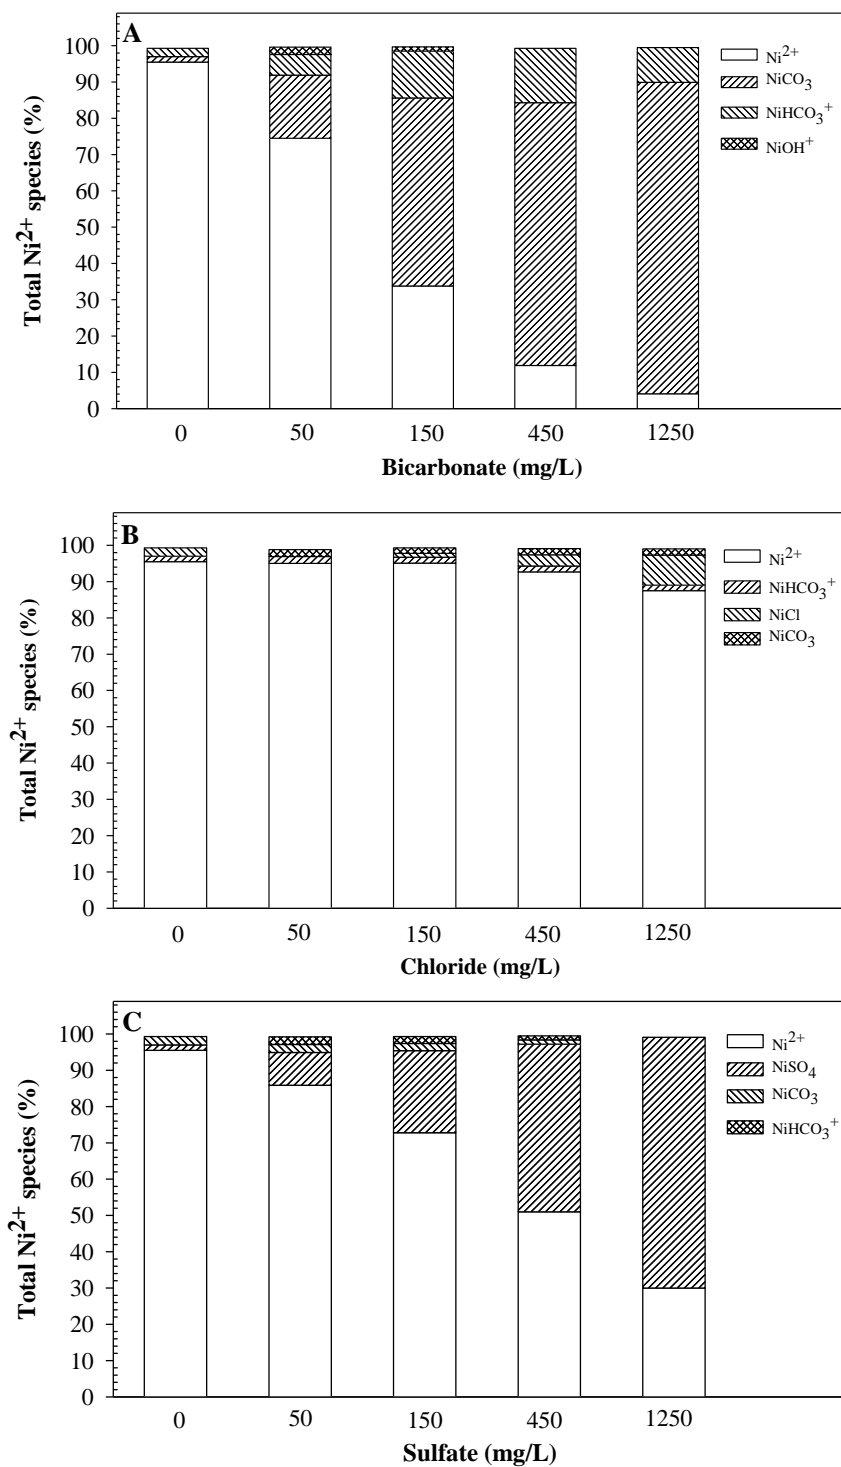 A
Total Ni²⁺ species (%)
100
90
80
70
60
50
40
30
20
10
0
0 50 150 450 1250
Bicarbonate (mg/L)
Ni²⁺
NiCO₃
NiHCO₃⁺
NiOH⁺
B
Total Ni²⁺ species (%)
100
90
80
70
60
50
40
30
20
10
0
0 50 150 450 1250
Chloride (mg/L)
Ni²⁺
NiHCO₃⁺
NiCl
NiCO₃
C
Total Ni²⁺ species (%)
100
90
80
70
60
50
40
30
20
10
0
0 50 150 450 1250
Sulfate (mg/L)
Ni²⁺
NiSO₄
NiCO₃
NiHCO₃⁺